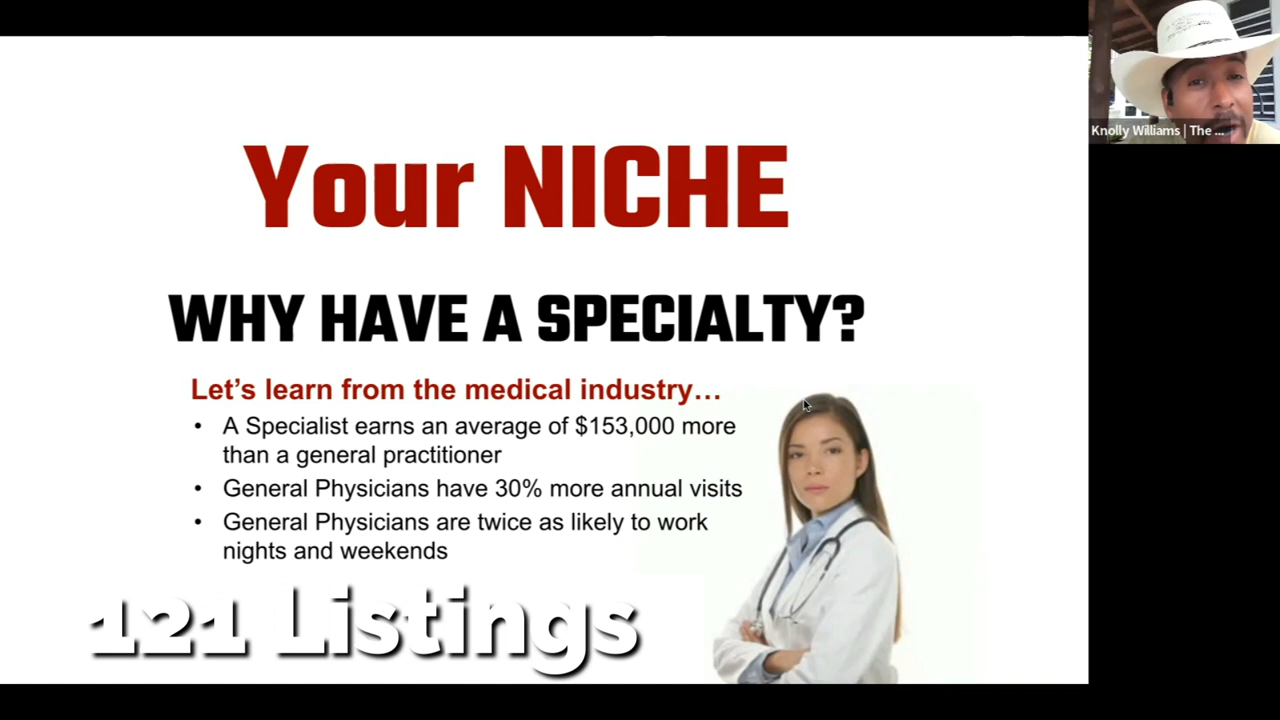 Your NICHE
WHY HAVE A SPECIALTY?
Let’s learn from the medical industry…
• A Specialist earns an average of $153,000 more
than a general practitioner
• General Physicians have 30% more annual visits
• General Physicians are twice as likely to work
nights and weekends
121 Listings
Knolly Williams | The ...